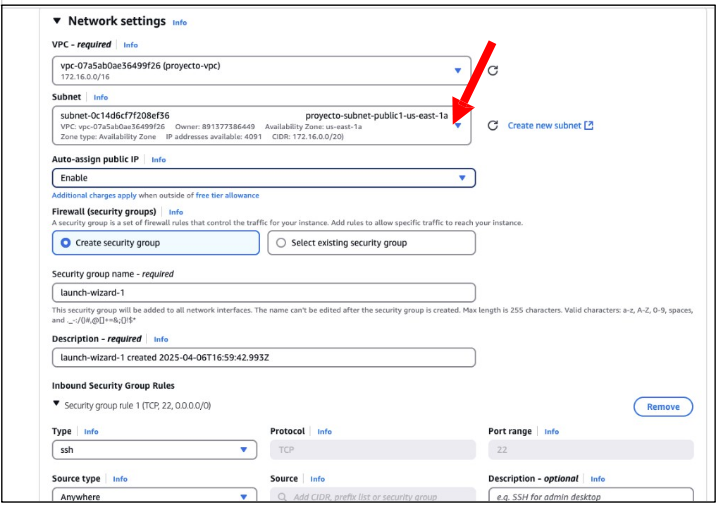 ▼ Network settings Info
VPC - required Info
vpc-07a5ab0ae36499f26 (proyecto-vpc)
172.16.0.0/16
Subnet Info
subnet-0c14d6cf7f208ef36 proyecto-subnet-public1-us-east-1a
VPC: vpc-07a5ab0ae36499f26 Owner: 891377386449 Availability Zone: us-east-1a
Zone type: Availability Zone IP addresses available: 4091 CIDR: 172.16.0.0/20)
Create new subnet
Auto-assign public IP Info
Enable
Additional charges apply when outside of free tier allowance
Firewall (security groups) Info
A security group is a set of firewall rules that control the traffic for your instance. Add rules to allow specific traffic to reach your instance.
Create security group
Select existing security group
Security group name - required
launch-wizard-1
This security group will be added to all network interfaces. The name can't be edited after the security group is created. Max length is 255 characters. Valid characters: a-z, A-Z, 0-9, spaces,
and ._-:/()#,@[]+=&;{}!$*
Description - required Info
launch-wizard-1 created 2025-04-06T16:59:42.993Z
Inbound Security Group Rules
▼ Security group rule 1 (TCP, 22, 0.0.0.0/0)
Remove
Type Info
Protocol Info
Port range Info
ssh
TCP
22
Source type Info
Source Info
Description - optional Info
Anywhere
Add CIDR, prefix list or security group
e.g. SSH for admin desktop